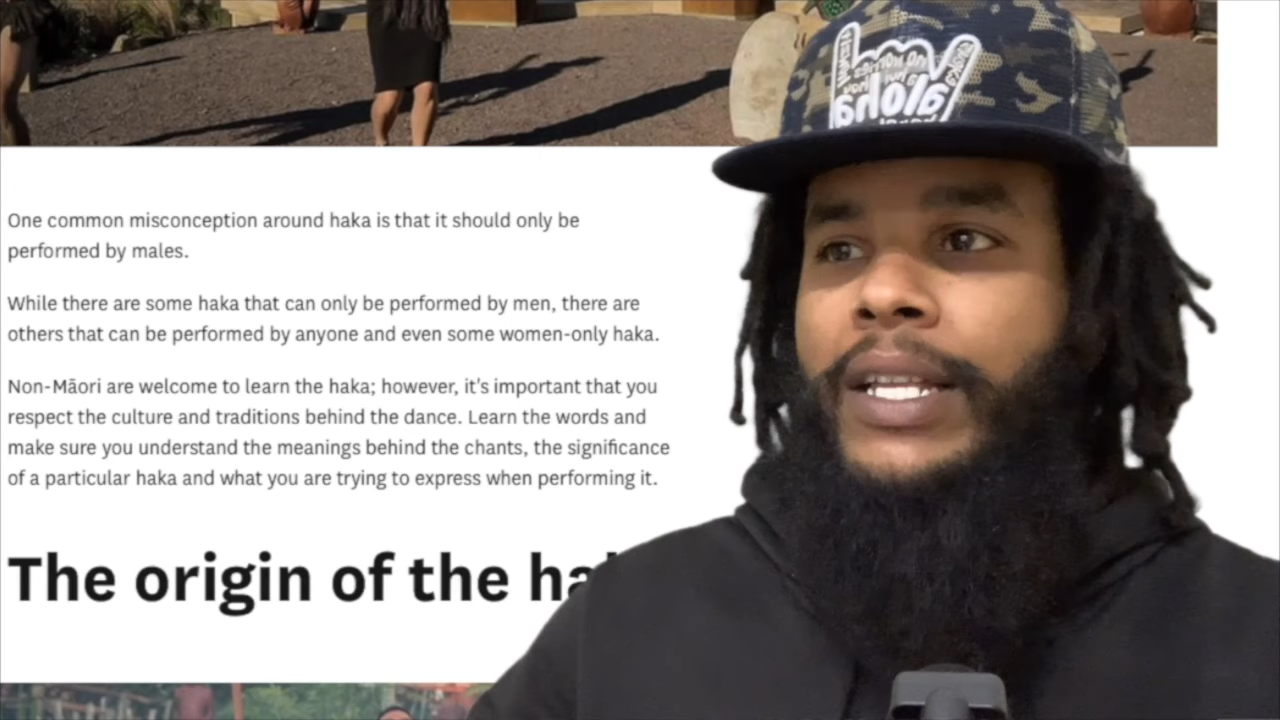 aloha
One common misconception around haka is that it should only be
performed by males.
While there are some haka that can only be performed by men, there are
others that can be performed by anyone and even some women-only haka.
Non-Māori are welcome to learn the haka; however, it's important that you
respect the culture and traditions behind the dance. Learn the words and
make sure you understand the meanings behind the chants, the significance
of a particular haka and what you are trying to express when performing it.
The origin of the ha